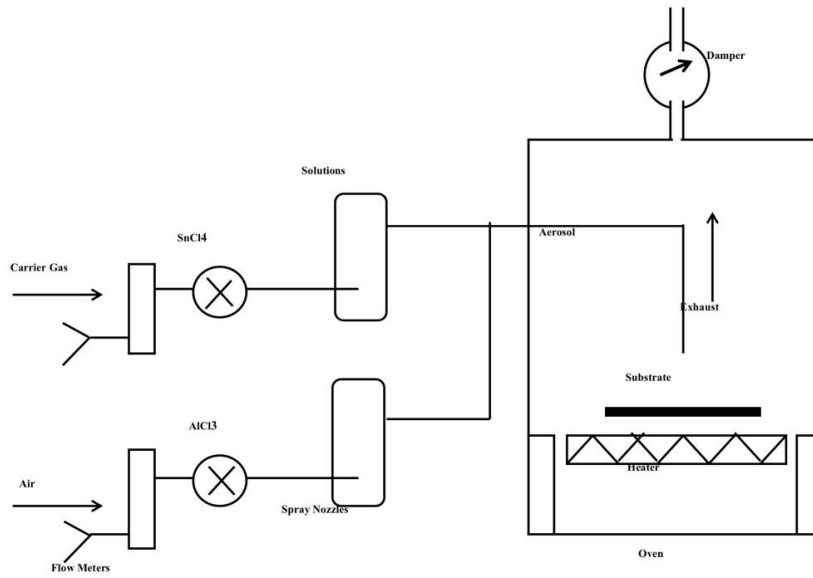 Damper
Solutions
SnCl4
Aerosol
Carrier Gas
Exhaust
Substrate
AlCl3
Heater
Air
Spray Nozzles
Oven
Flow Meters